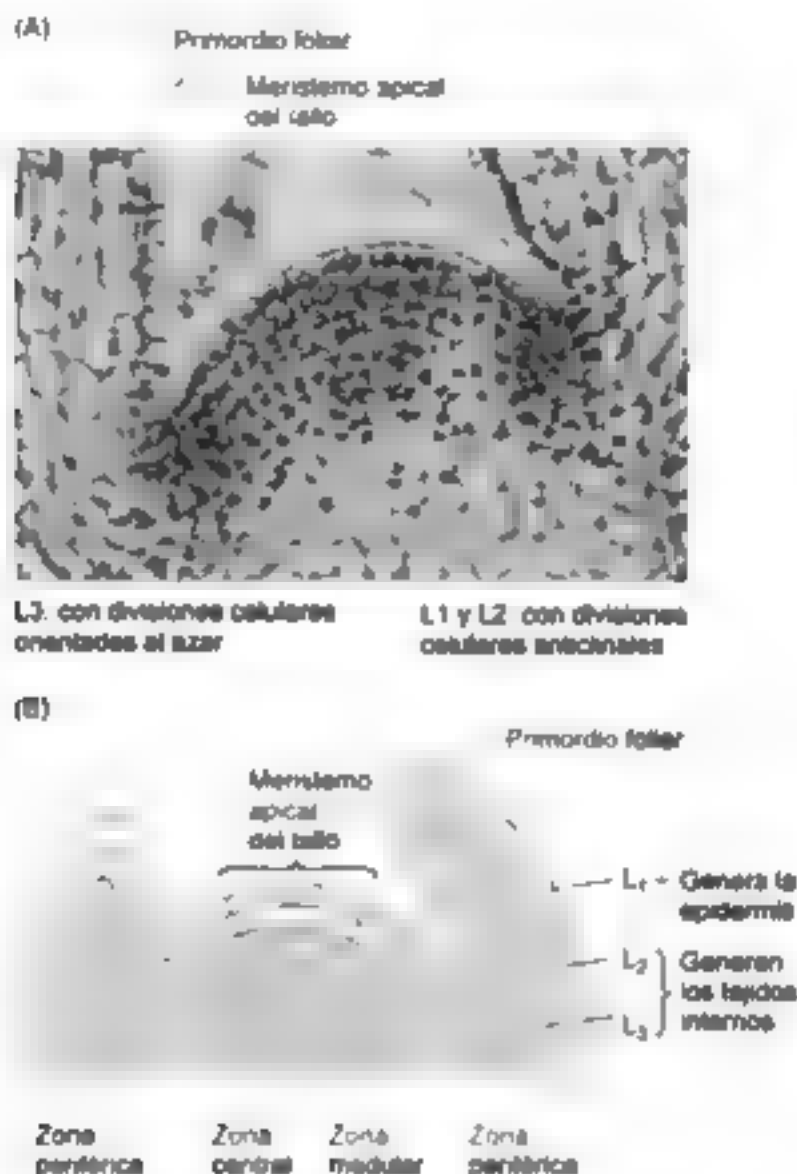 (A)
Primordio foliar
Meristemo apical
del tallo
L3, con divisiones celulares
orientadas al azar
L1 y L2 con divisiones
celulares anticlinales
(B)
Primordio foliar
Meristemo
apical
del tallo
L1 - Genera la
epidermis
L2
Generan
los tejidos
internos
L3
Zona
periférica
Zona
central
Zona
medular
Zona
periférica